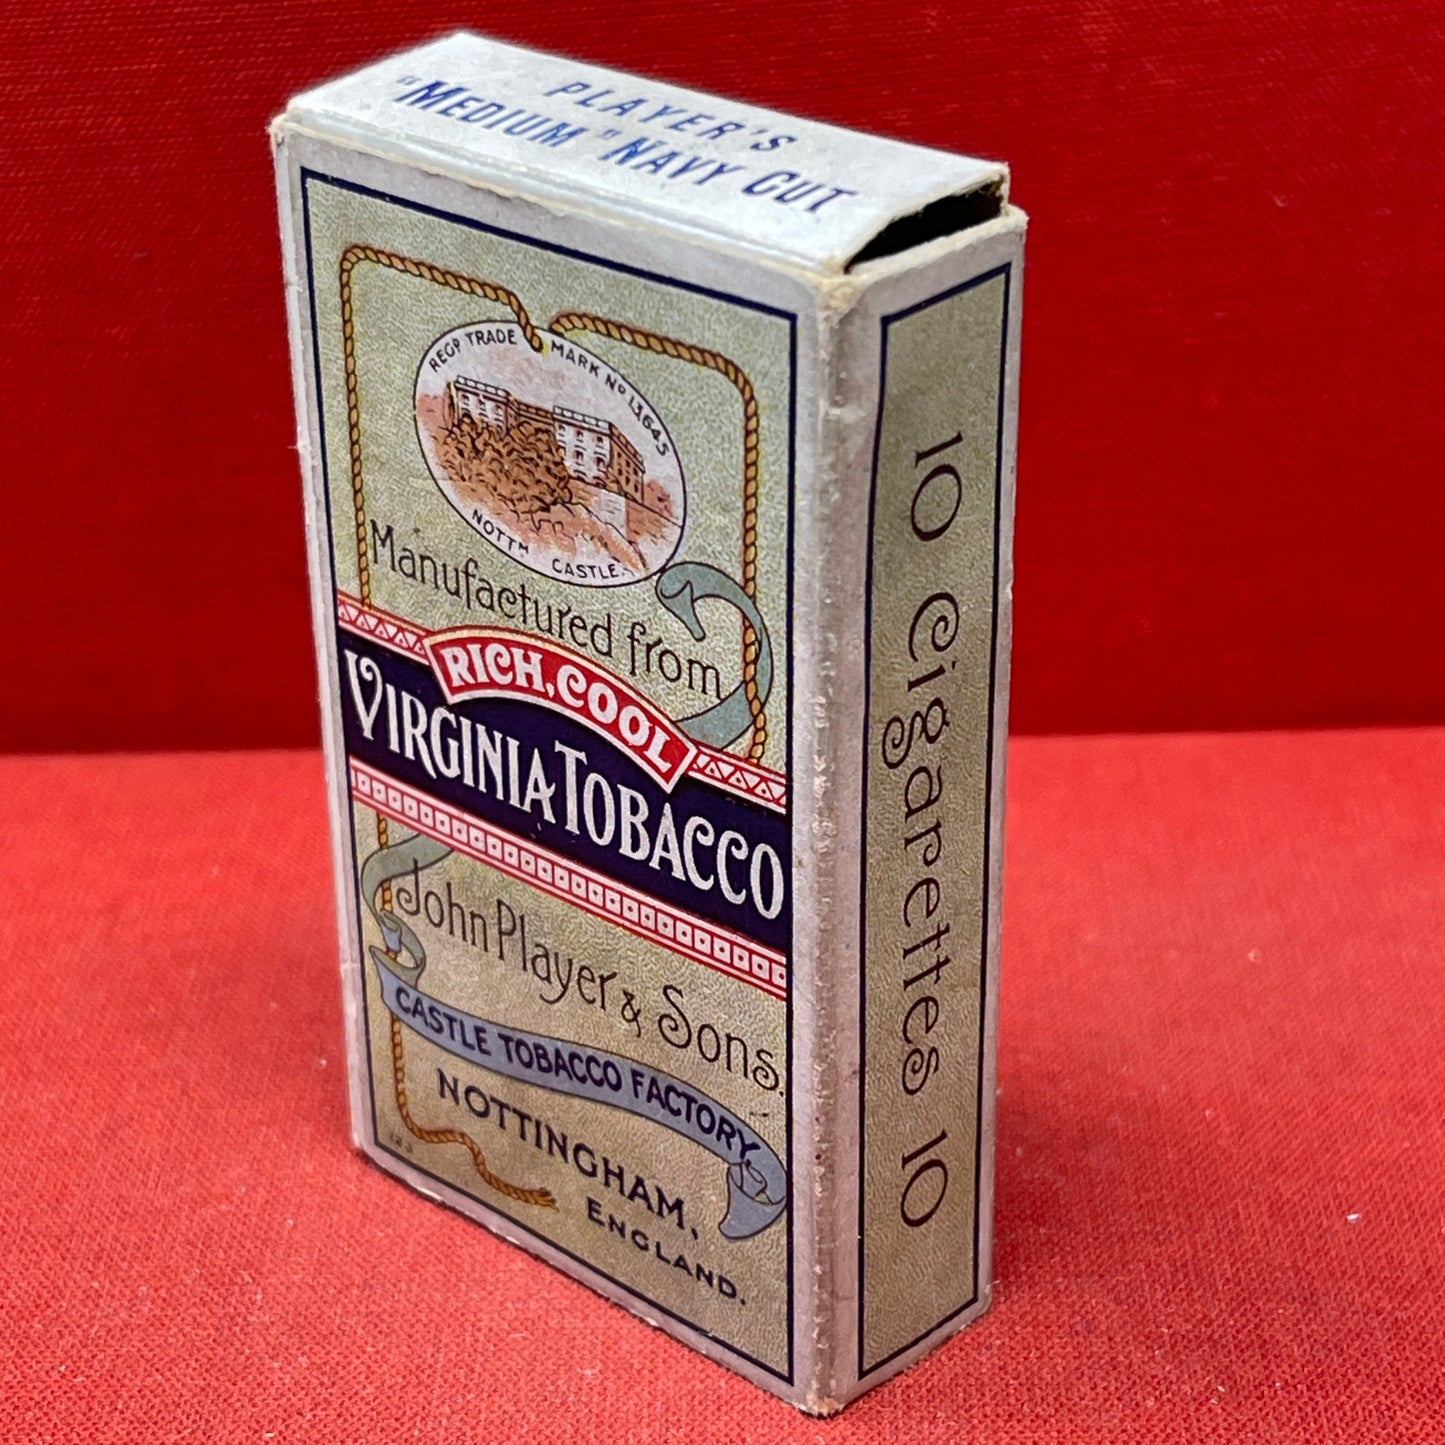 PLAYER'S
"MEDIUM" NAVY CUT
REGD TRADE MARK No 13645
NOTTM CASTLE.
Manufactured from
RICH, COOL
VIRGINIA TOBACCO
John Player & Sons.
CASTLE TOBACCO FACTORY,
NOTTINGHAM,
ENGLAND.
10 Cigarettes 10